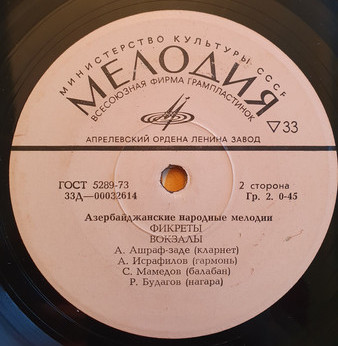 МИНИСТЕРСТВО КУЛЬТУРЫ СССР
МЕЛОДИЯ
ВСЕСОЮЗНАЯ ФИРМА ГРАМПЛАСТИНОК
▽33
АПРЕЛЕВСКИЙ ОРДЕНА ЛЕНИНА ЗАВОД
ГОСТ 5289-73
33Д—00032614
2 сторона
Гр. 2. 0-45
Азербайджанские народные мелодии
ФИКРЕТЫ
ВОКЗАЛЫ
А. Ашраф-заде (кларнет)
А. Исрафилов (гармонь)
С. Мамедов (балабан)
Р. Будагов (нагара)